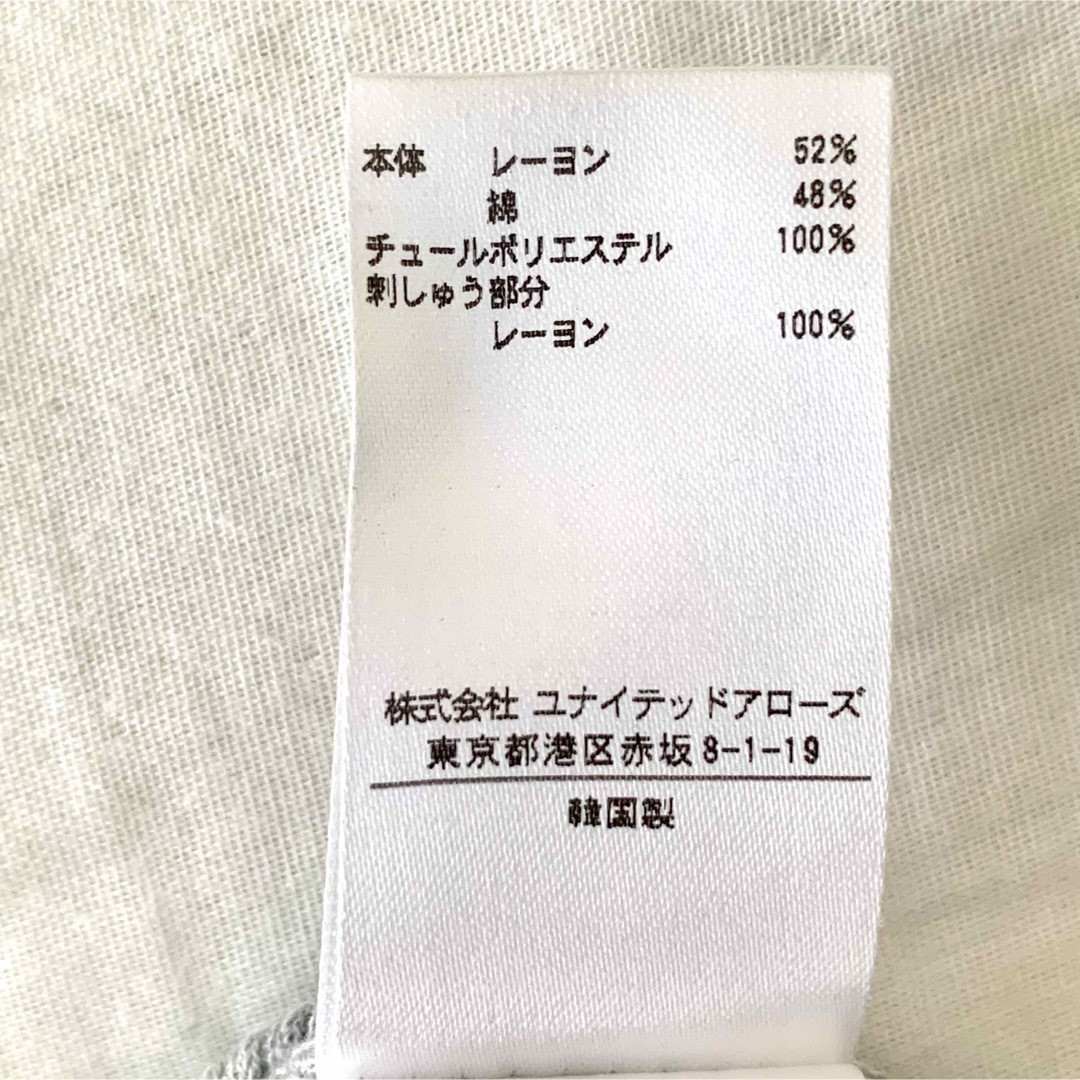 本体 レーヨン 52%
綿 48%
チュールポリエステル 100%
刺しゅう部分
レーヨン 100%
株式会社 ユナイテッドアローズ
東京都港区赤坂8-1-19
韓国製